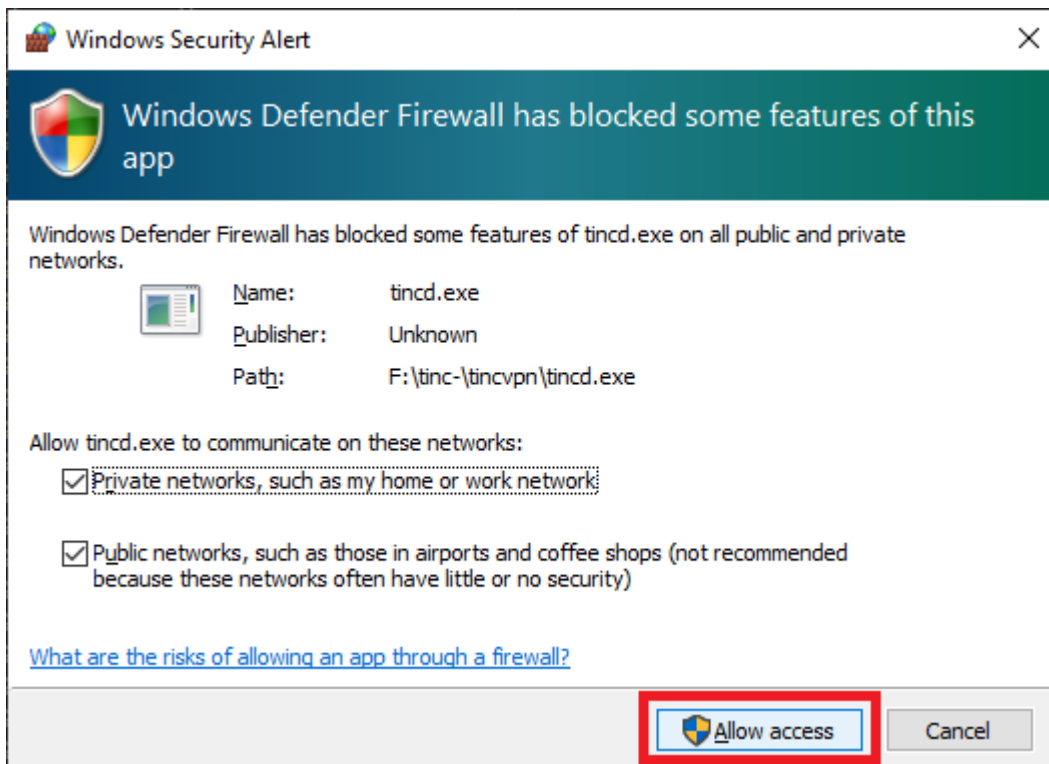 Windows Security Alert
Windows Defender Firewall has blocked some features of this
app
Windows Defender Firewall has blocked some features of tincd.exe on all public and private
networks.
Name: tincd.exe
Publisher: Unknown
Path: F:\tinc-\tincvpn\tincd.exe
Allow tincd.exe to communicate on these networks:
Private networks, such as my home or work network
Public networks, such as those in airports and coffee shops (not recommended
because these networks often have little or no security)
What are the risks of allowing an app through a firewall?
Allow access Cancel